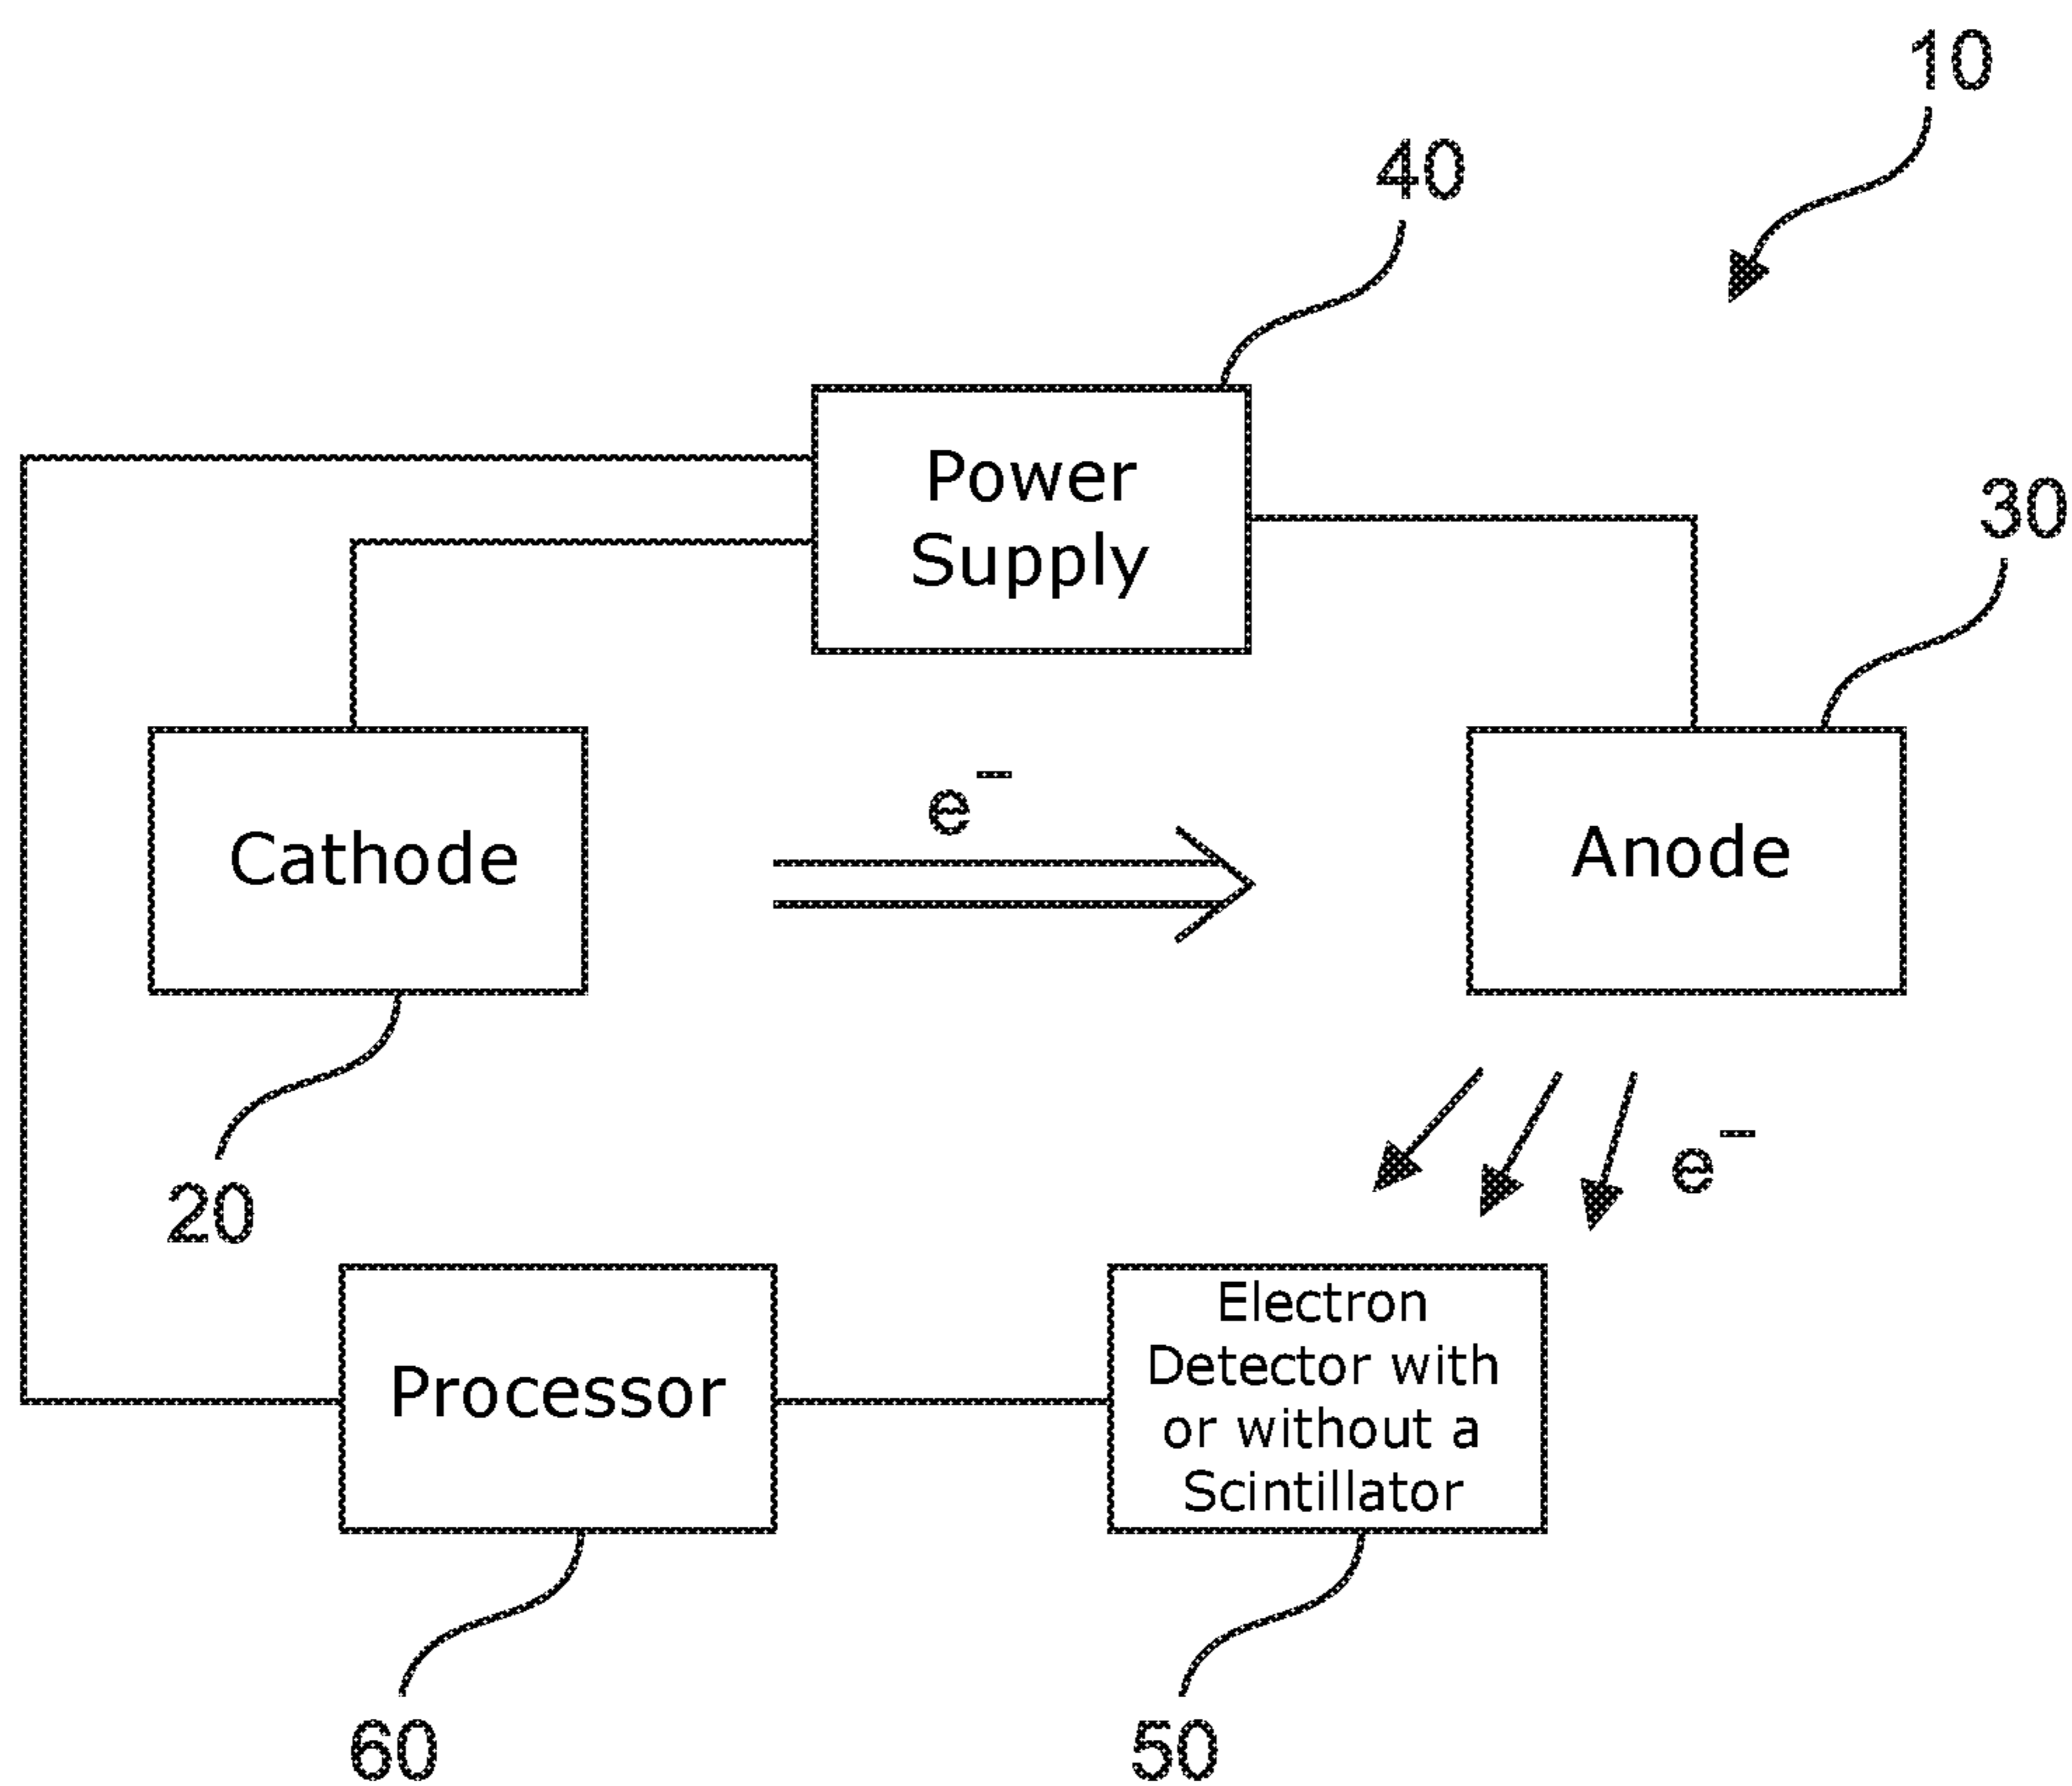 10
40
Power
Supply
30
e⁻
Cathode
Anode
e⁻
20
Electron
Detector with
or without a
Scintillator
Processor
60
50